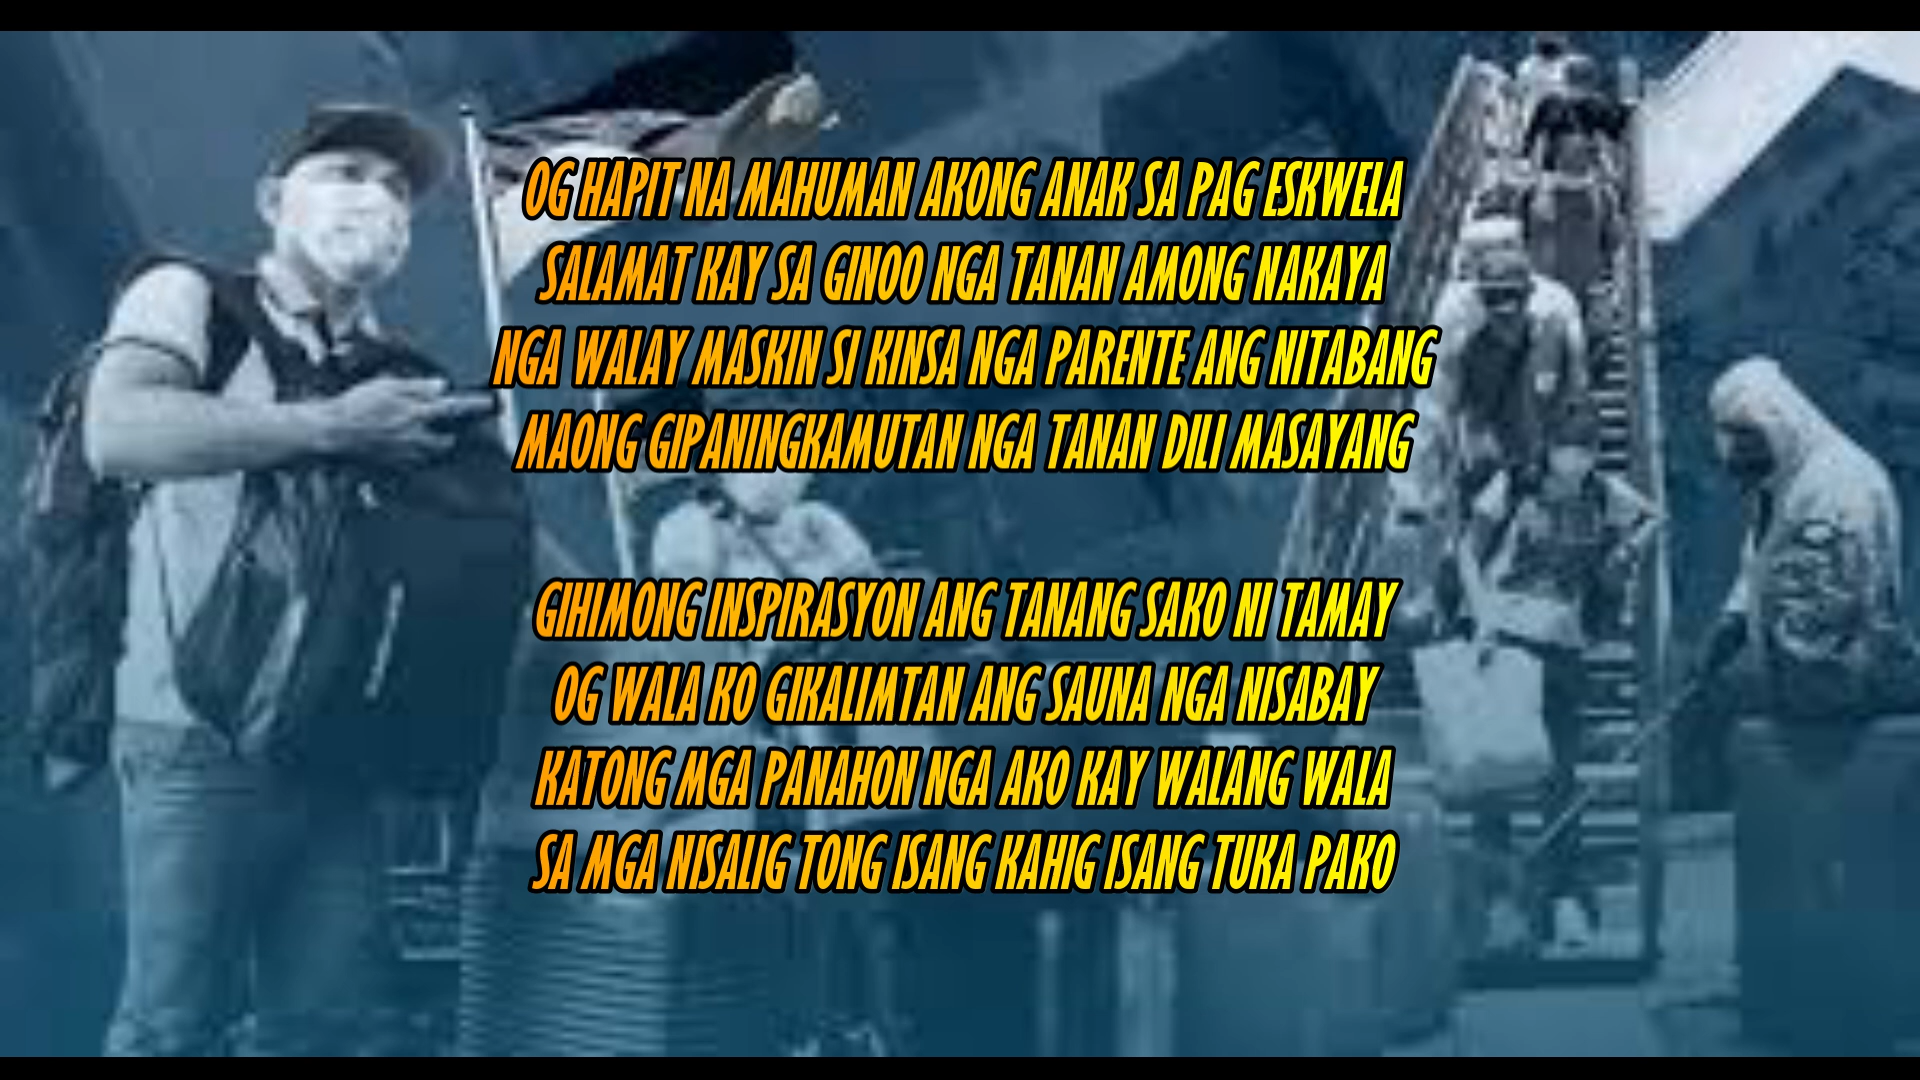 OG HAPIT NA MAHUMAN AKONG ANAK SA PAG ESKWELA
SALAMAT KAY SA GINOO NGA TANAN AMONG NAKAYA
NGA WALAY MASKIN SI KINSA NGA PARENTE ANG NITABANG
MAONG GIPANINGKAMUTAN NGA TANAN DILI MASAYANG
GIHIMONG INSPIRASYON ANG TANANG SAKO NI TAMAY
OG WALA KO GIKALIMTAN ANG SAUNA NGA NISABAY
KATONG MGA PANAHON NGA AKO KAY WALANG WALA
SA MGA NISALIG TONG ISANG KAHIG ISANG TUKA PAKO